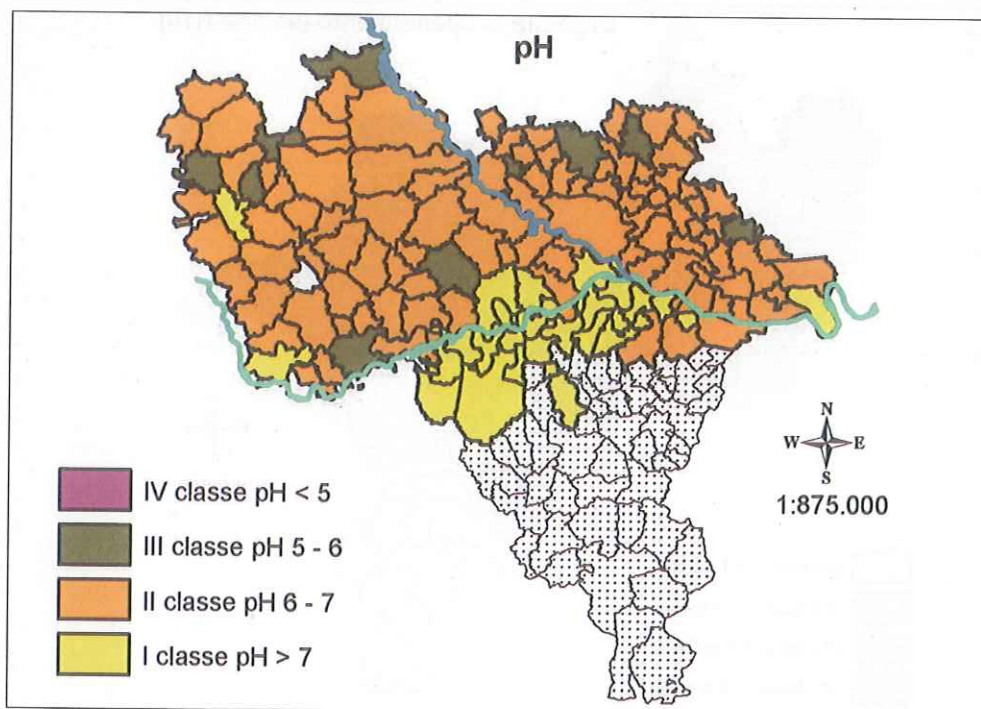 pH
N
W E
S
1:875.000
IV classe pH < 5
III classe pH 5 - 6
II classe pH 6 - 7
I classe pH > 7